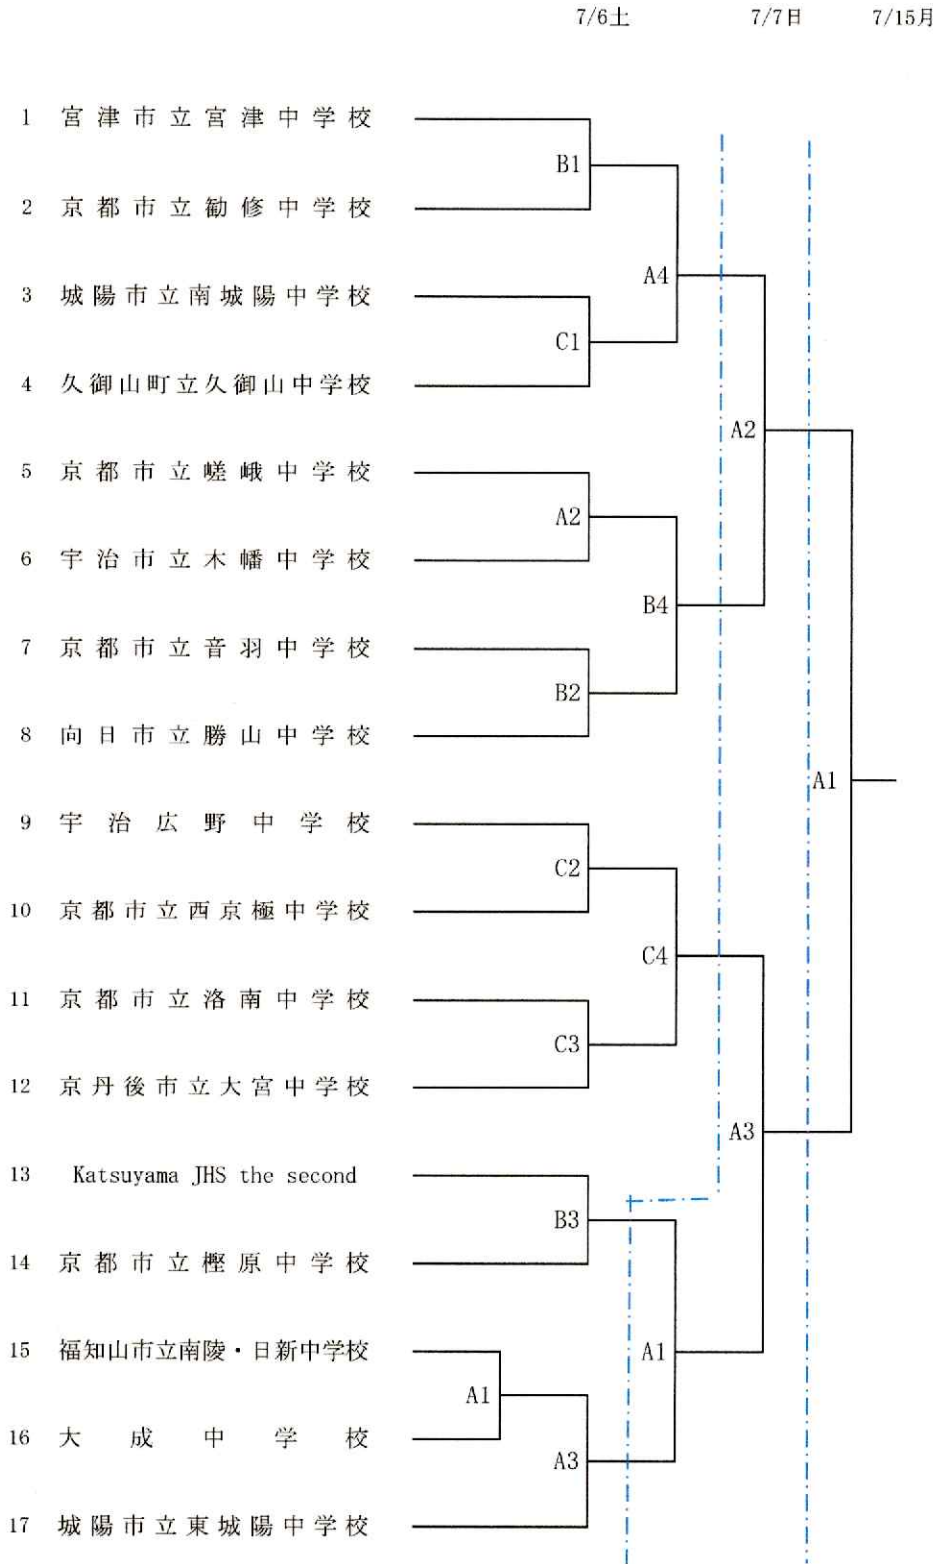 7/6土 7/7日 7/15月
1 宮津市立宮津中学校
B1
2 京都市立勧修中学校
A4
3 城陽市立南城陽中学校
C1
4 久御山町立久御山中学校
A2
5 京都市立嵯峨中学校
A2
6 宇治市立木幡中学校
B4
7 京都市立音羽中学校
B2
8 向日市立勝山中学校
A1
9 宇治広野中学校
C2
10 京都市立西京極中学校
C4
11 京都市立洛南中学校
C3
12 京丹後市立大宮中学校
A3
13 Katsuyama JHS the second
B3
14 京都市立樫原中学校
15 福知山市立南陵・日新中学校
A1
A1
16 大成中学校
A3
17 城陽市立東城陽中学校